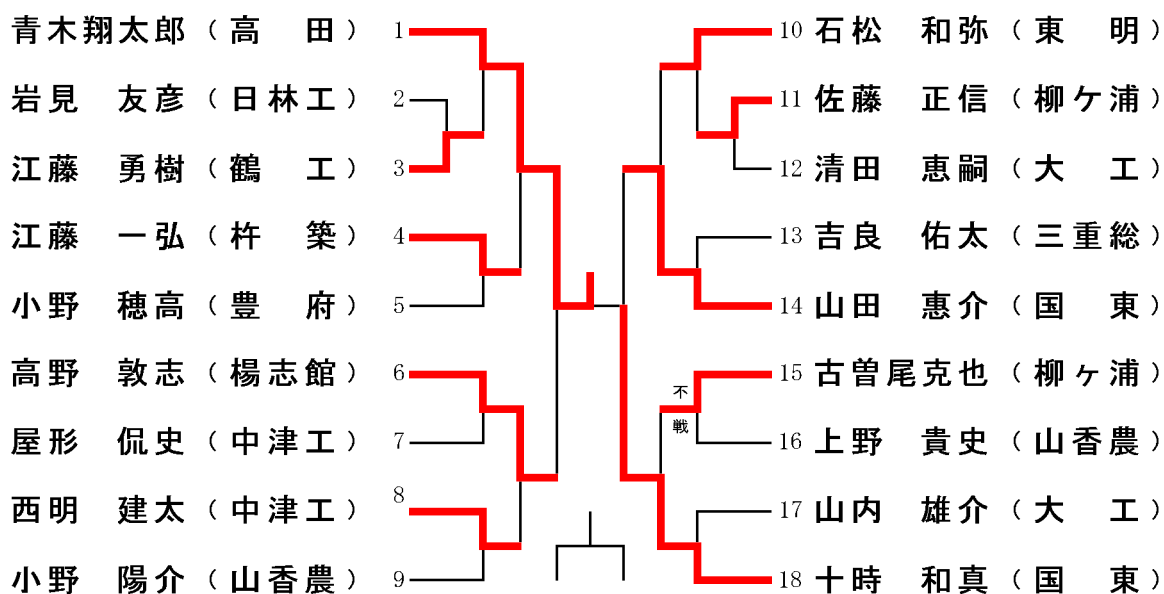 青木翔太郎（高　田） 1
岩見　友彦（日林工） 2
江藤　勇樹（鶴　工） 3
江藤　一弘（杵　築） 4
小野　穂高（豊　府） 5
高野　敦志（楊志館） 6
屋形　侃史（中津工） 7
西明　建太（中津工） 8
小野　陽介（山香農） 9
10 石松　和弥（東　明）
11 佐藤　正信（柳ケ浦）
12 清田　恵嗣（大　工）
13 吉良　佑太（三重総）
14 山田　惠介（国　東）
15 古曽尾克也（柳ヶ浦）
不戦
16 上野　貴史（山香農）
17 山内　雄介（大　工）
18 十時　和真（国　東）